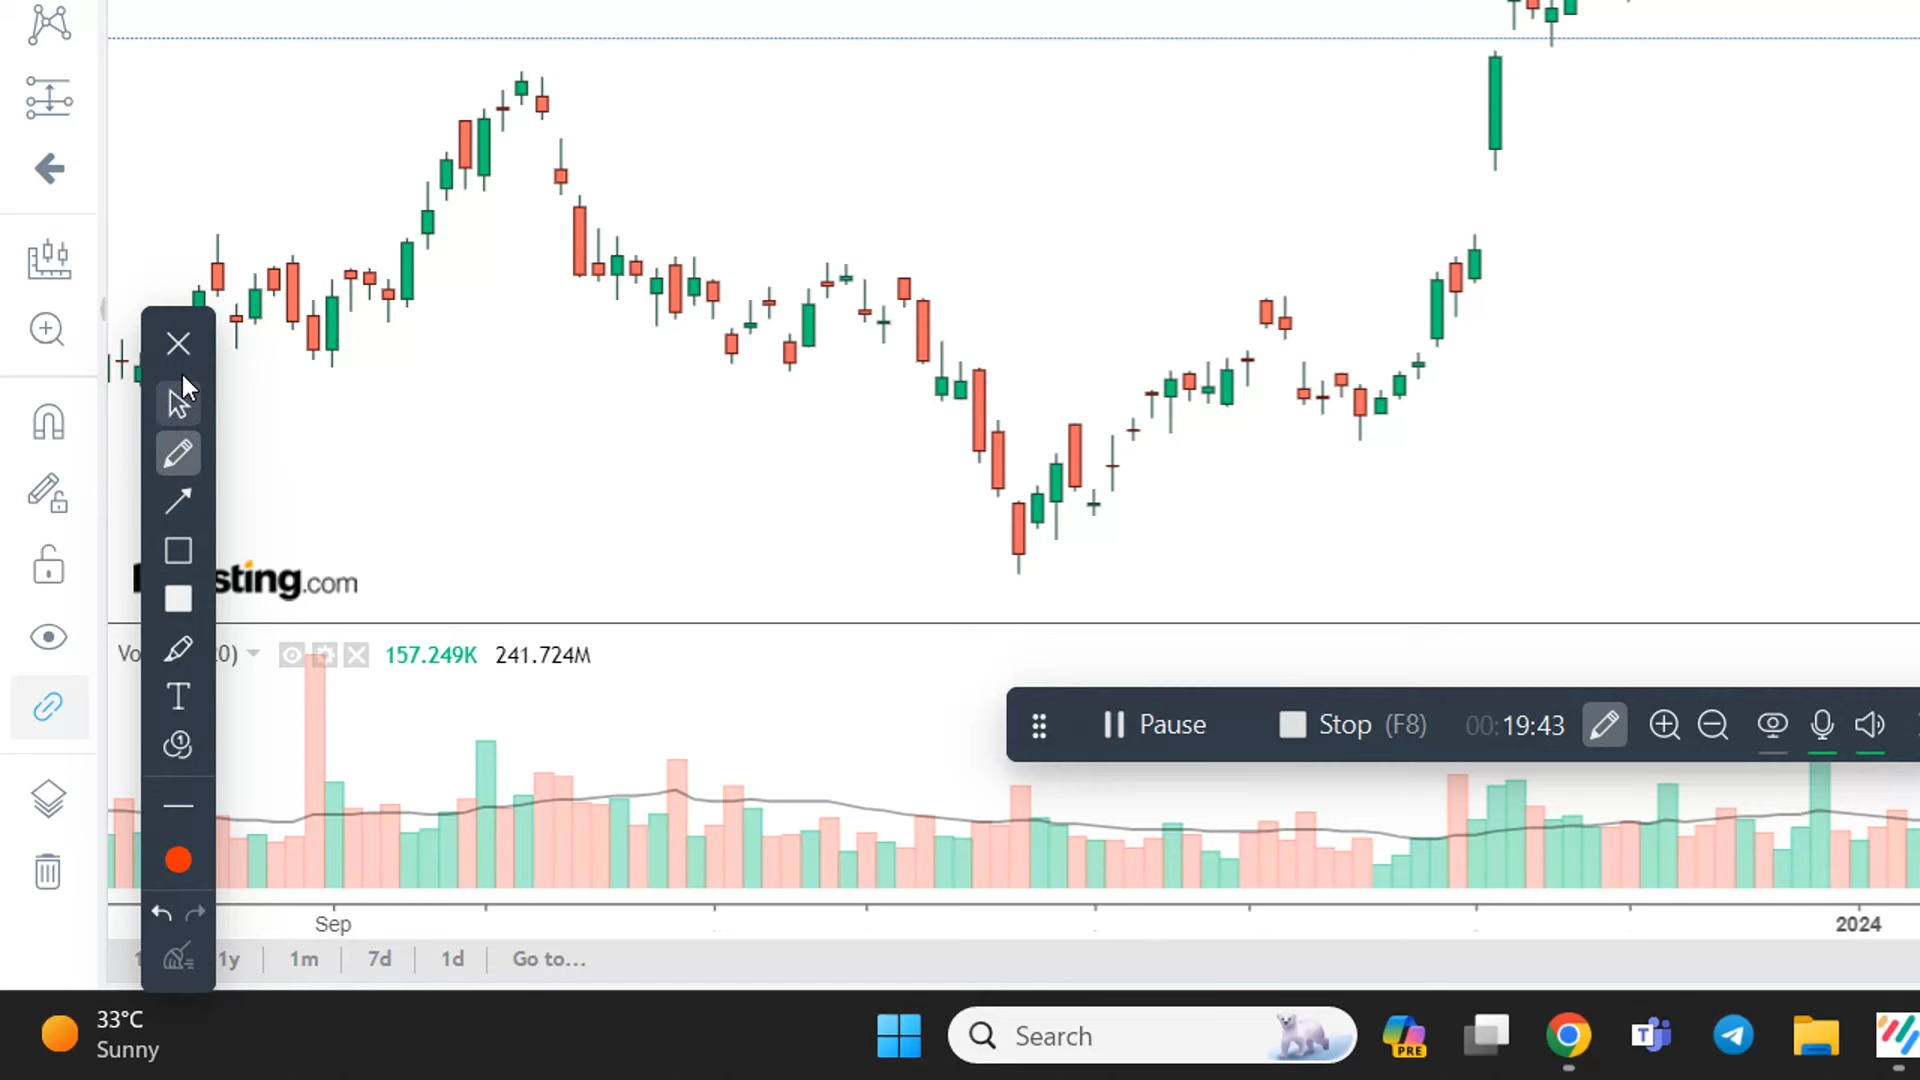 sting.com
Vo
20)
157.249K
241.724M
Pause
Stop (F8)
00:19:43
Sep
2024
1y
1m
7d
1d
Go to...
33°C
Sunny
Search
PRE